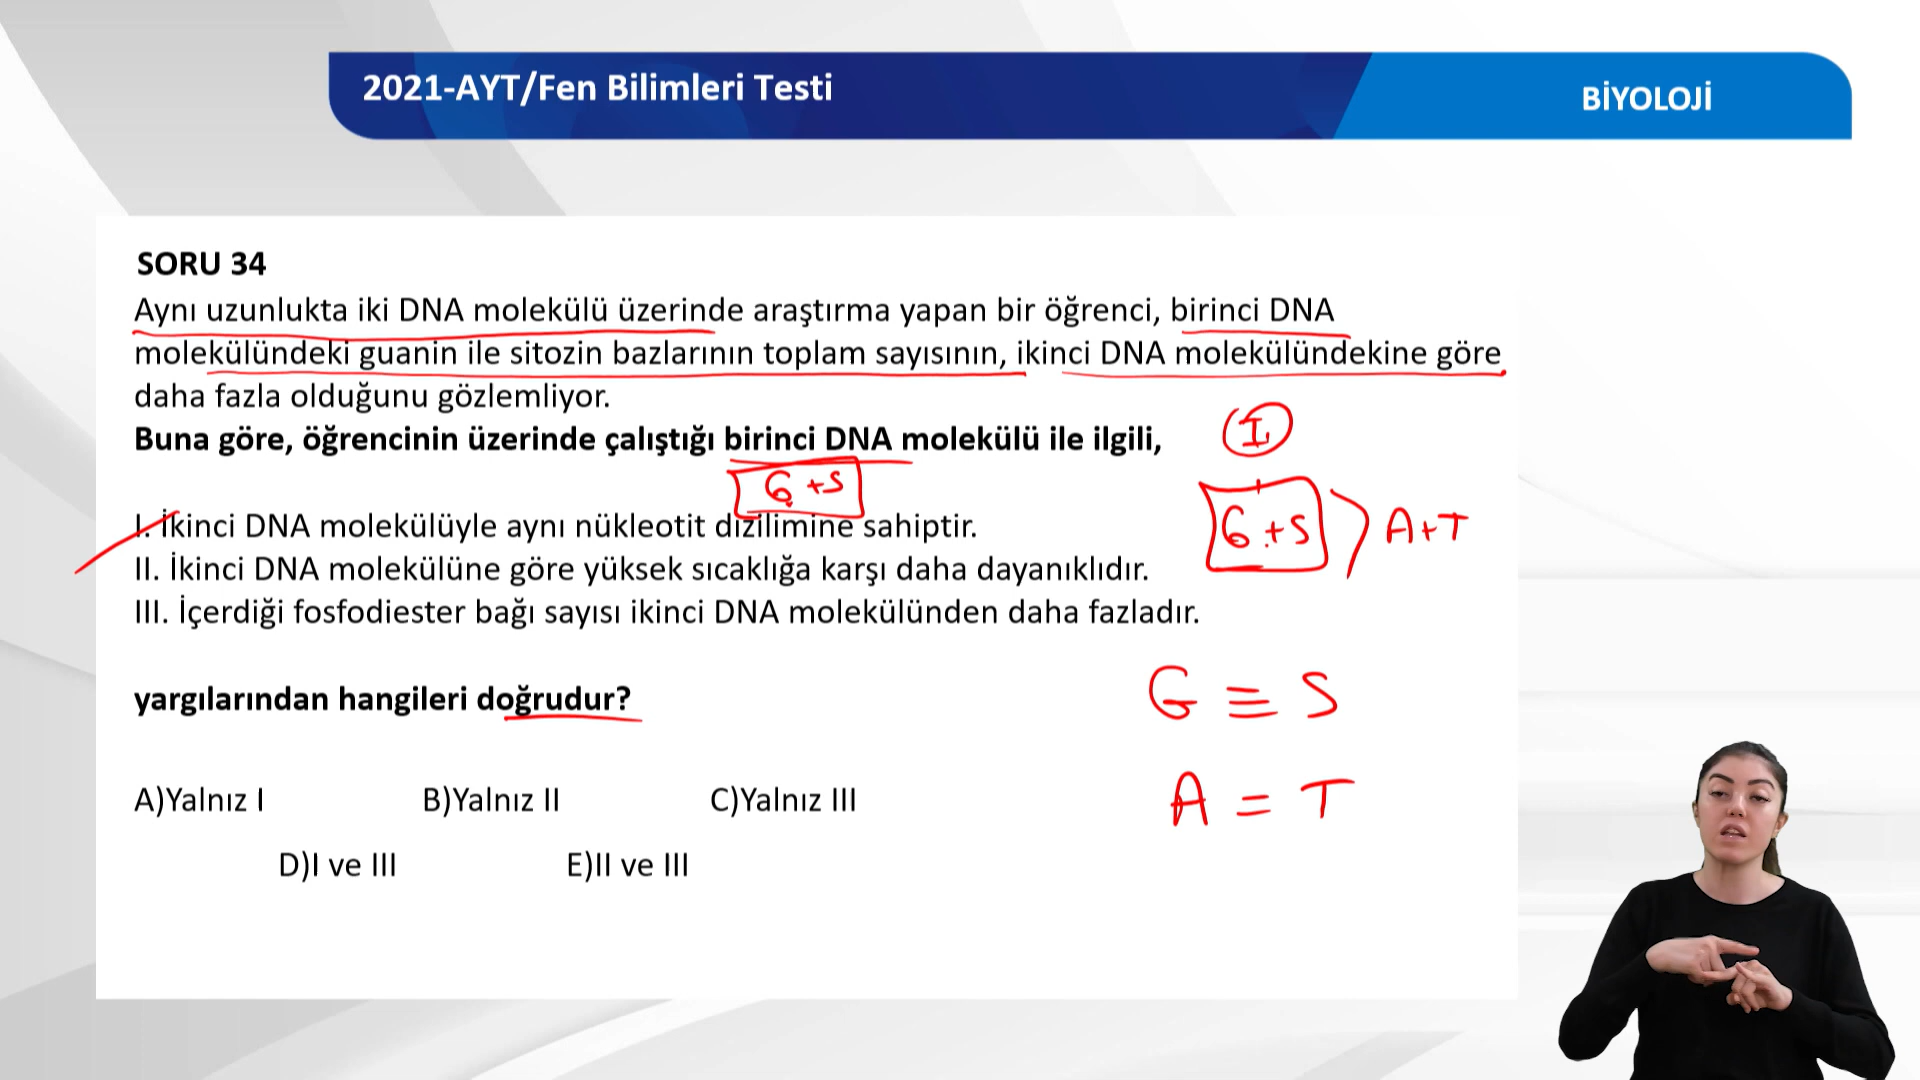 2021-AYT/Fen Bilimleri Testi
BİYOLOJİ
SORU 34
Aynı uzunlukta iki DNA molekülü üzerinde araştırma yapan bir öğrenci, birinci DNA
molekülündeki guanin ile sitozin bazlarının toplam sayısının, ikinci DNA molekülündekine göre
daha fazla olduğunu gözlemliyor.
Buna göre, öğrencinin üzerinde çalıştığı birinci DNA molekülü ile ilgili,
I
G+S
I. İkinci DNA molekülüyle aynı nükleotit dizilimine sahiptir.
G+S > A+T
II. İkinci DNA molekülüne göre yüksek sıcaklığa karşı daha dayanıklıdır.
III. İçerdiği fosfodiester bağı sayısı ikinci DNA molekülünden daha fazladır.
yargılarından hangileri doğrudur?
G ≡ S
A)Yalnız I B)Yalnız II C)Yalnız III
A = T
D)I ve III E)II ve III